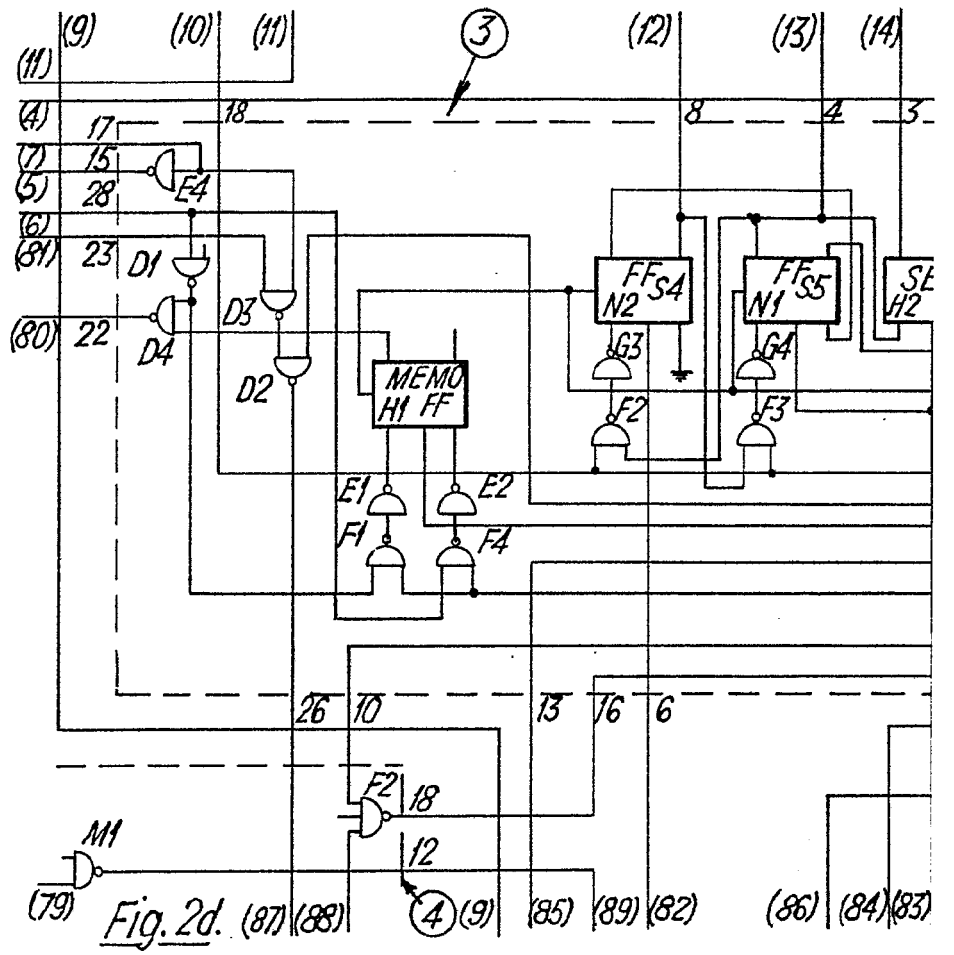 (9) (10) (11) 3 (12) (13) (14)
(11)
(4) 18 8 4 3
17
(7) 15
E4
(5) 28
(6)
(81) 23 D1
FF S4 N2
FF S5 N1
H2
D3
(80) 22 D4
G3 G4
D2
MEMO
H1 FF
F2 F3
E1 E2
F1 F4
26 10 13 16 6
F2 18
M1 12
(79) Fig. 2d. (87) (88) 4 (9) (85) (89) (82) (86) (84) (83)